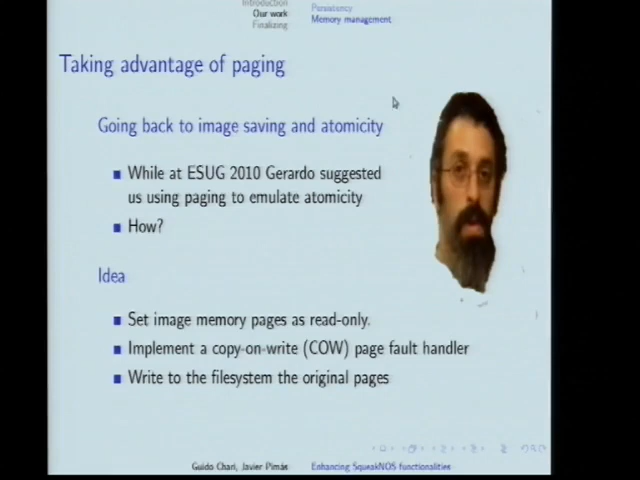 Introduction
Our work
Finalizing
Persistency
Memory management
Taking advantage of paging
Going back to image saving and atomicity
While at ESUG 2010 Gerardo suggested
us using paging to emulate atomicity
How?
Idea
Set image memory pages as read-only.
Implement a copy-on-write (COW) page fault handler
Write to the filesystem the original pages
Guido Chari, Javier Pimás
Enhancing SqueakNOS functionalities